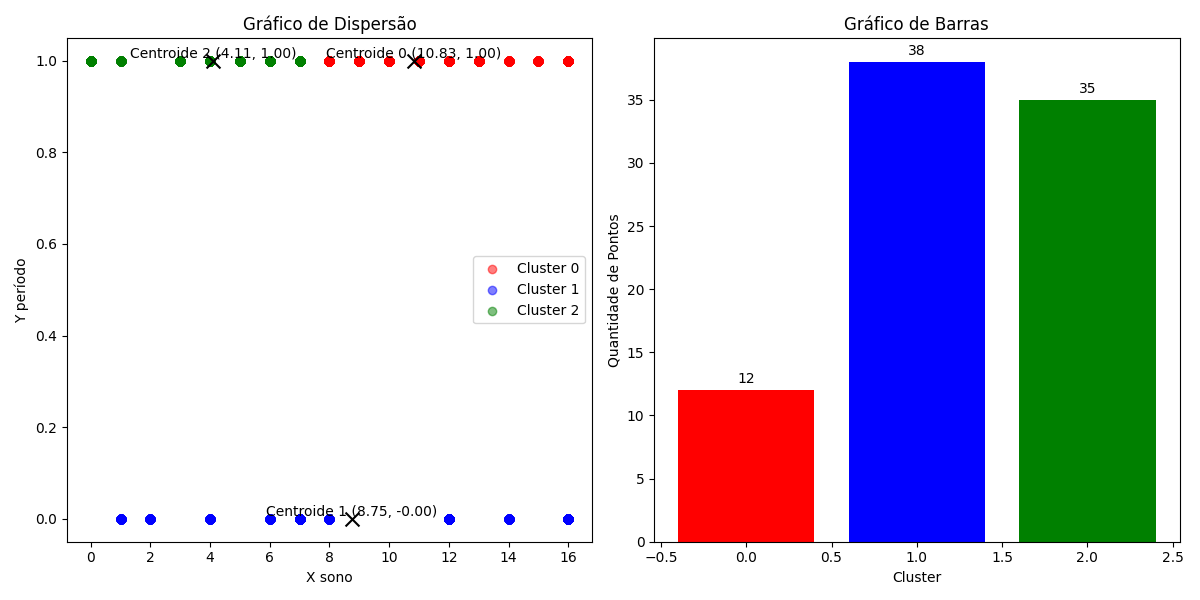 Gráfico de Dispersão
Centroide 2 (4.11, 1.00)
Centroide 0 (10.83, 1.00)
1.0
0.8
0.6
0.4
0.2
0.0
Y período
Cluster 0
Cluster 1
Cluster 2
Centroide 1 (8.75, -0.00)
0 2 4 6 8 10 12 14 16
X sono
Gráfico de Barras
38
35
12
35
30
25
20
15
10
5
0
Quantidade de Pontos
−0.5 0.0 0.5 1.0 1.5 2.0 2.5
Cluster